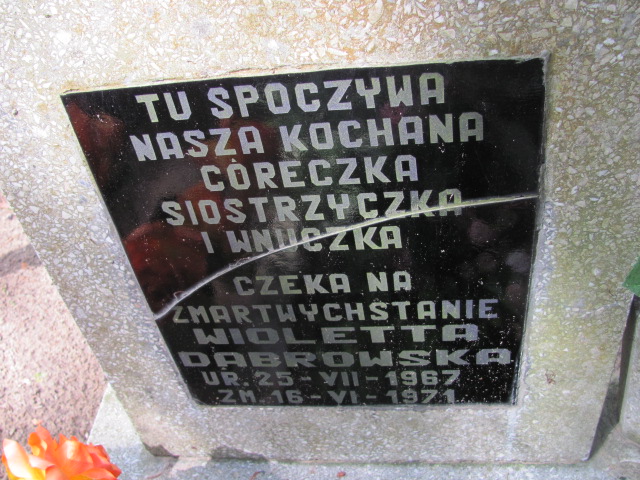 TU SPOCZYWA
NASZA KOCHANA
CÓRECZKA
SIOSTRZYCZKA
I WNUCZKA
CZEKA NA
ZMARTWYCHSTANIE
WIOLETTA
DĄBROWSKA
UR. 25-VII-1967
ZM. 16-VI-1971